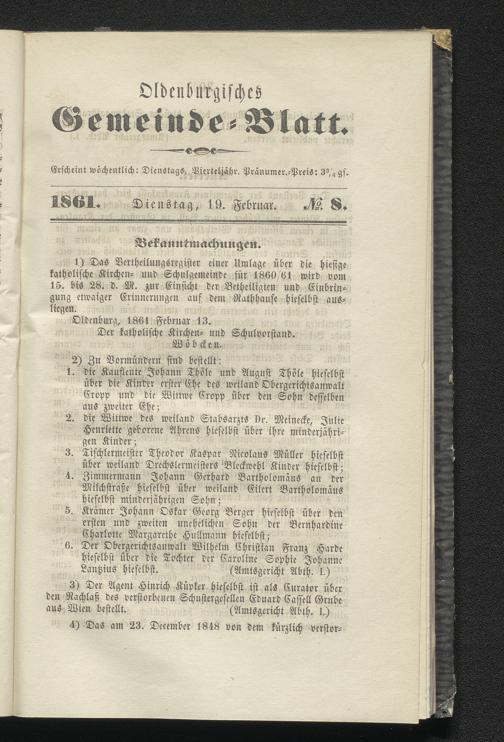 Oldenburgisches
Gemeinde-Blatt.
Erscheint wöchentlich: Dienstags. Vierteljähr. Pränumer.-Preis: 3¾ gs.
1861. Dienstag, 19. Februar. № 8.
Bekanntmachungen.
1) Das Vertheilungsregister einer Umlage über die hiesige
katholische Kirchen- und Schulgemeinde für 1860/61 wird vom
15. bis 28. d. M. zur Einsicht der Betheiligten und Einbrin-
gung etwaiger Erinnerungen auf dem Rathhause hieselbst aus-
liegen.
Oldenburg, 1861 Februar 13.
Der katholische Kirchen- und Schulvorstand.
Wöbcken.
2) Zu Vormündern sind bestellt:
1. die Kaufleute Johann Thöle und August Thöle hieselbst
über die Kinder erster Ehe des weiland Obergerichtsanwalt
Cropp und die Wittwe Cropp über den Sohn desselben
aus zweiter Ehe;
2. die Wittwe des weiland Stabsarzts Dr. Meinecke, Julie
Henriette geborene Ahrens hieselbst über ihre minderjähri-
gen Kinder;
3. Tischlermeister Theodor Kaspar Nicolaus Müller hieselbst
über weiland Drechslermeisters Bleckwehl Kinder hieselbst;
4. Zimmermann Johann Gerhard Bartholomäus an der
Milchstraße hieselbst über weiland Eilert Bartholomäus
hieselbst minderjährigen Sohn;
5. Krämer Johann Oskar Georg Berger hieselbst über den
ersten und zweiten unehelichen Sohn der Bernhardine
Charlotte Margarethe Hullmann hieselbst;
6. Der Obergerichtsanwalt Wilhelm Christian Franz Harde
hieselbst über die Tochter der Caroline Sophie Johanne
Lanzius hieselbst. (Amtsgericht Abth. I.)
3) Der Agent Hinrich Küpker hieselbst ist als Curator über
den Nachlaß des verstorbenen Schustergesellen Eduard Cassell Grube
aus Wien bestellt. (Amtsgericht Abth. I.)
4) Das am 23. December 1848 von dem kürzlich verstor-